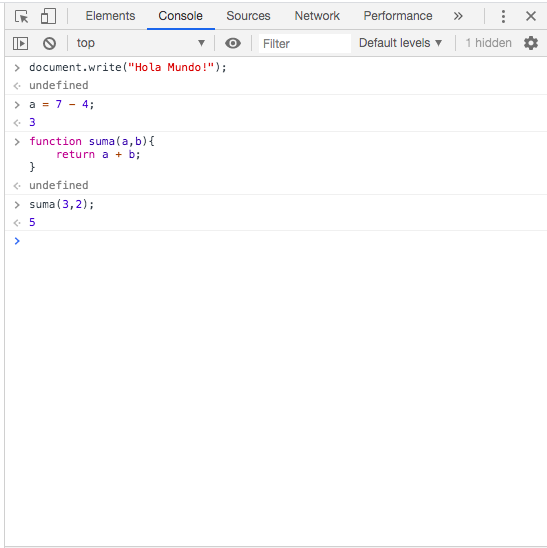 Elements Console Sources Network Performance »
top Filter Default levels 1 hidden
document.write("Hola Mundo!");
undefined
a = 7 - 4;
3
function suma(a,b){
    return a + b;
}
undefined
suma(3,2);
5